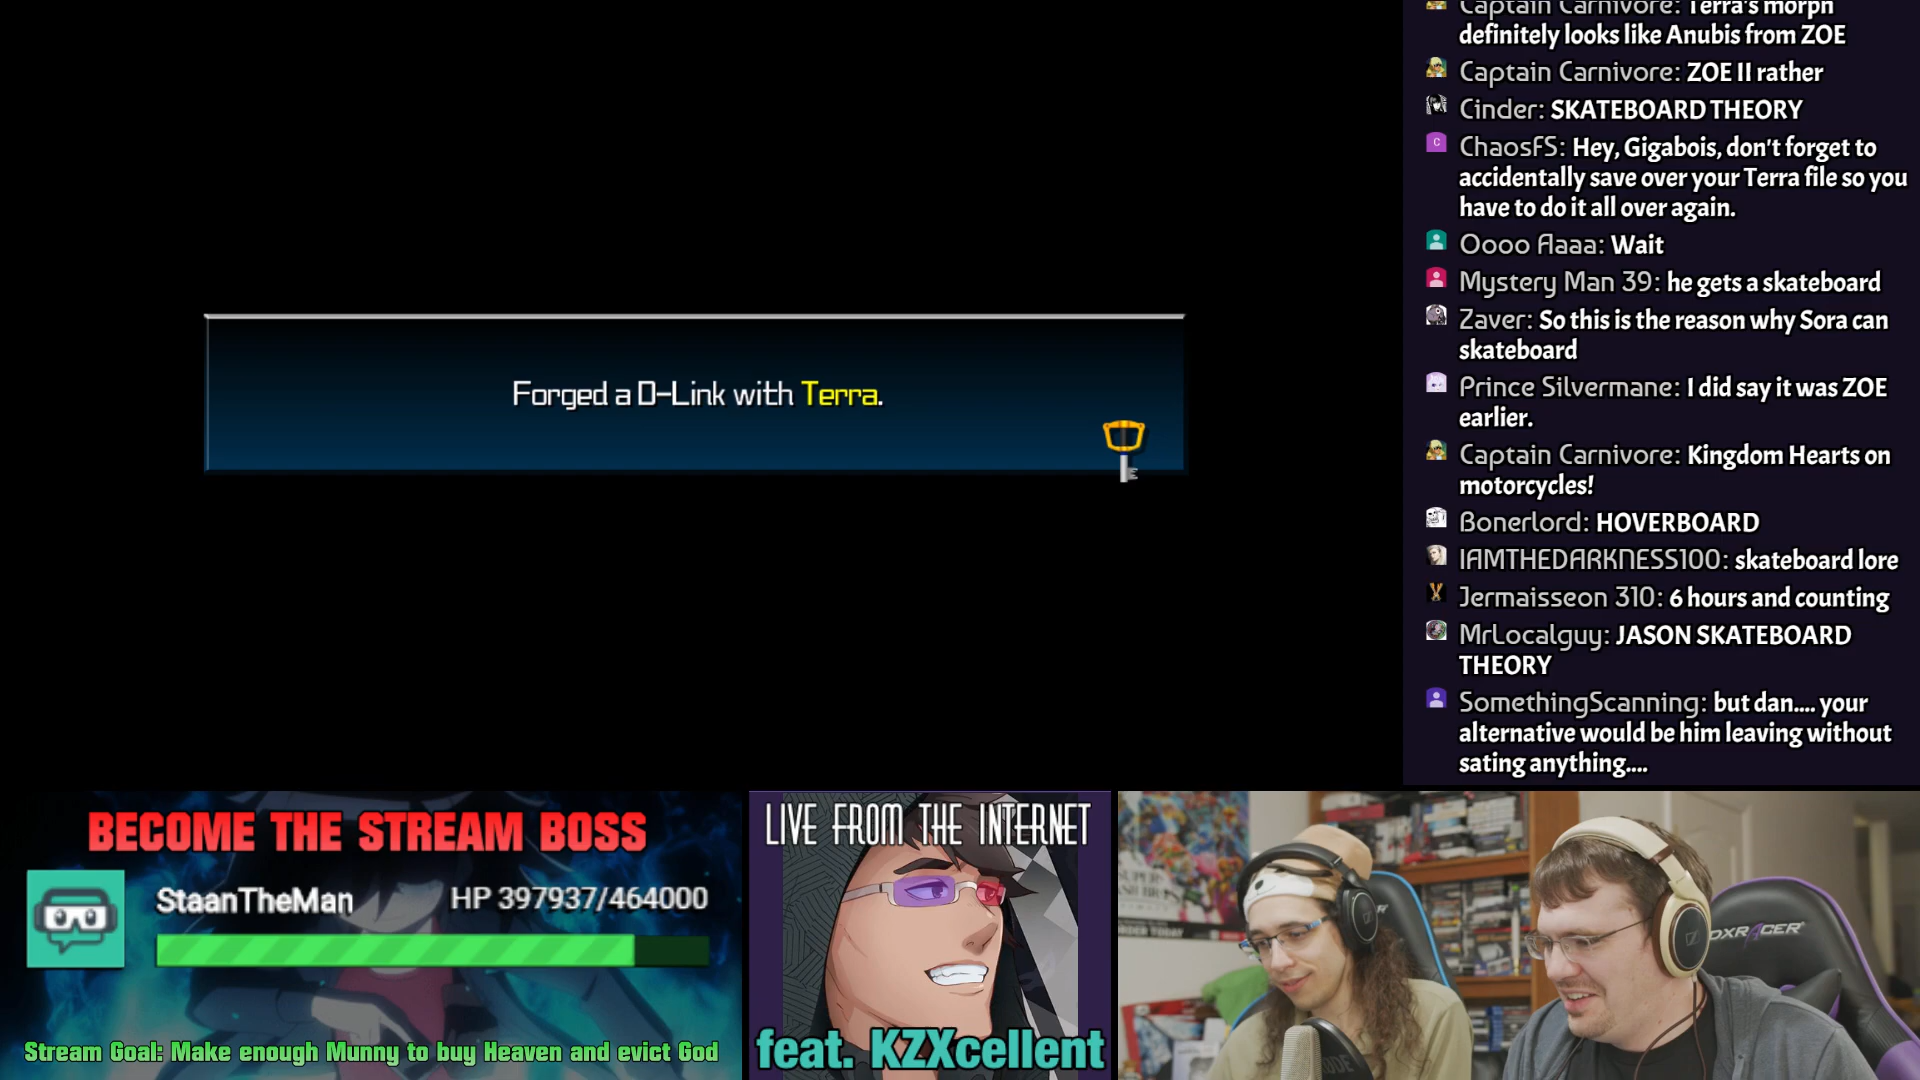 Captain Carnivore: Terra's morph
definitely looks like Anubis from ZOE
Captain Carnivore: ZOE II rather
Cinder: SKATEBOARD THEORY
C
ChaosFS: Hey, Gigabois, don't forget to
accidentally save over your Terra file so you
have to do it all over again.
Oooo Aaaa: Wait
Mystery Man 39: he gets a skateboard
Zaver: So this is the reason why Sora can
skateboard
Prince Silvermane: I did say it was ZOE
earlier.
Captain Carnivore: Kingdom Hearts on
motorcycles!
Bonerlord: HOVERBOARD
IAMTHEDARKNESS100: skateboard lore
Jermaisseon 310: 6 hours and counting
MrLocalguy: JASON SKATEBOARD
THEORY
SomethingScanning: but dan.... your
alternative would be him leaving without
sating anything....
Forged a D-Link with Terra.
BECOME THE STREAM BOSS
StaanTheMan HP 397937/464000
Stream Goal: Make enough Munny to buy Heaven and evict God
LIVE FROM THE INTERNET
feat. KZXcellent
DXRACER